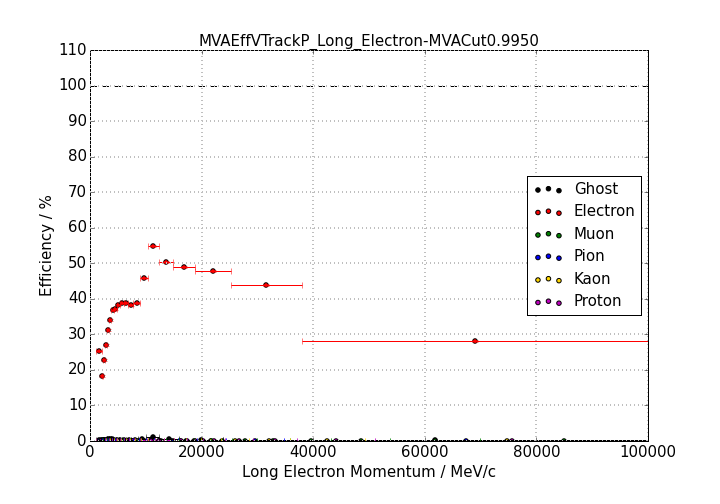 MVAEffVTrackP_Long_Electron-MVACut0.9950
110
100
90
80
70
60
50
40
30
20
10
0
Efficiency / %
Ghost
Electron
Muon
Pion
Kaon
Proton
0 20000 40000 60000 80000 100000
Long Electron Momentum / MeV/c